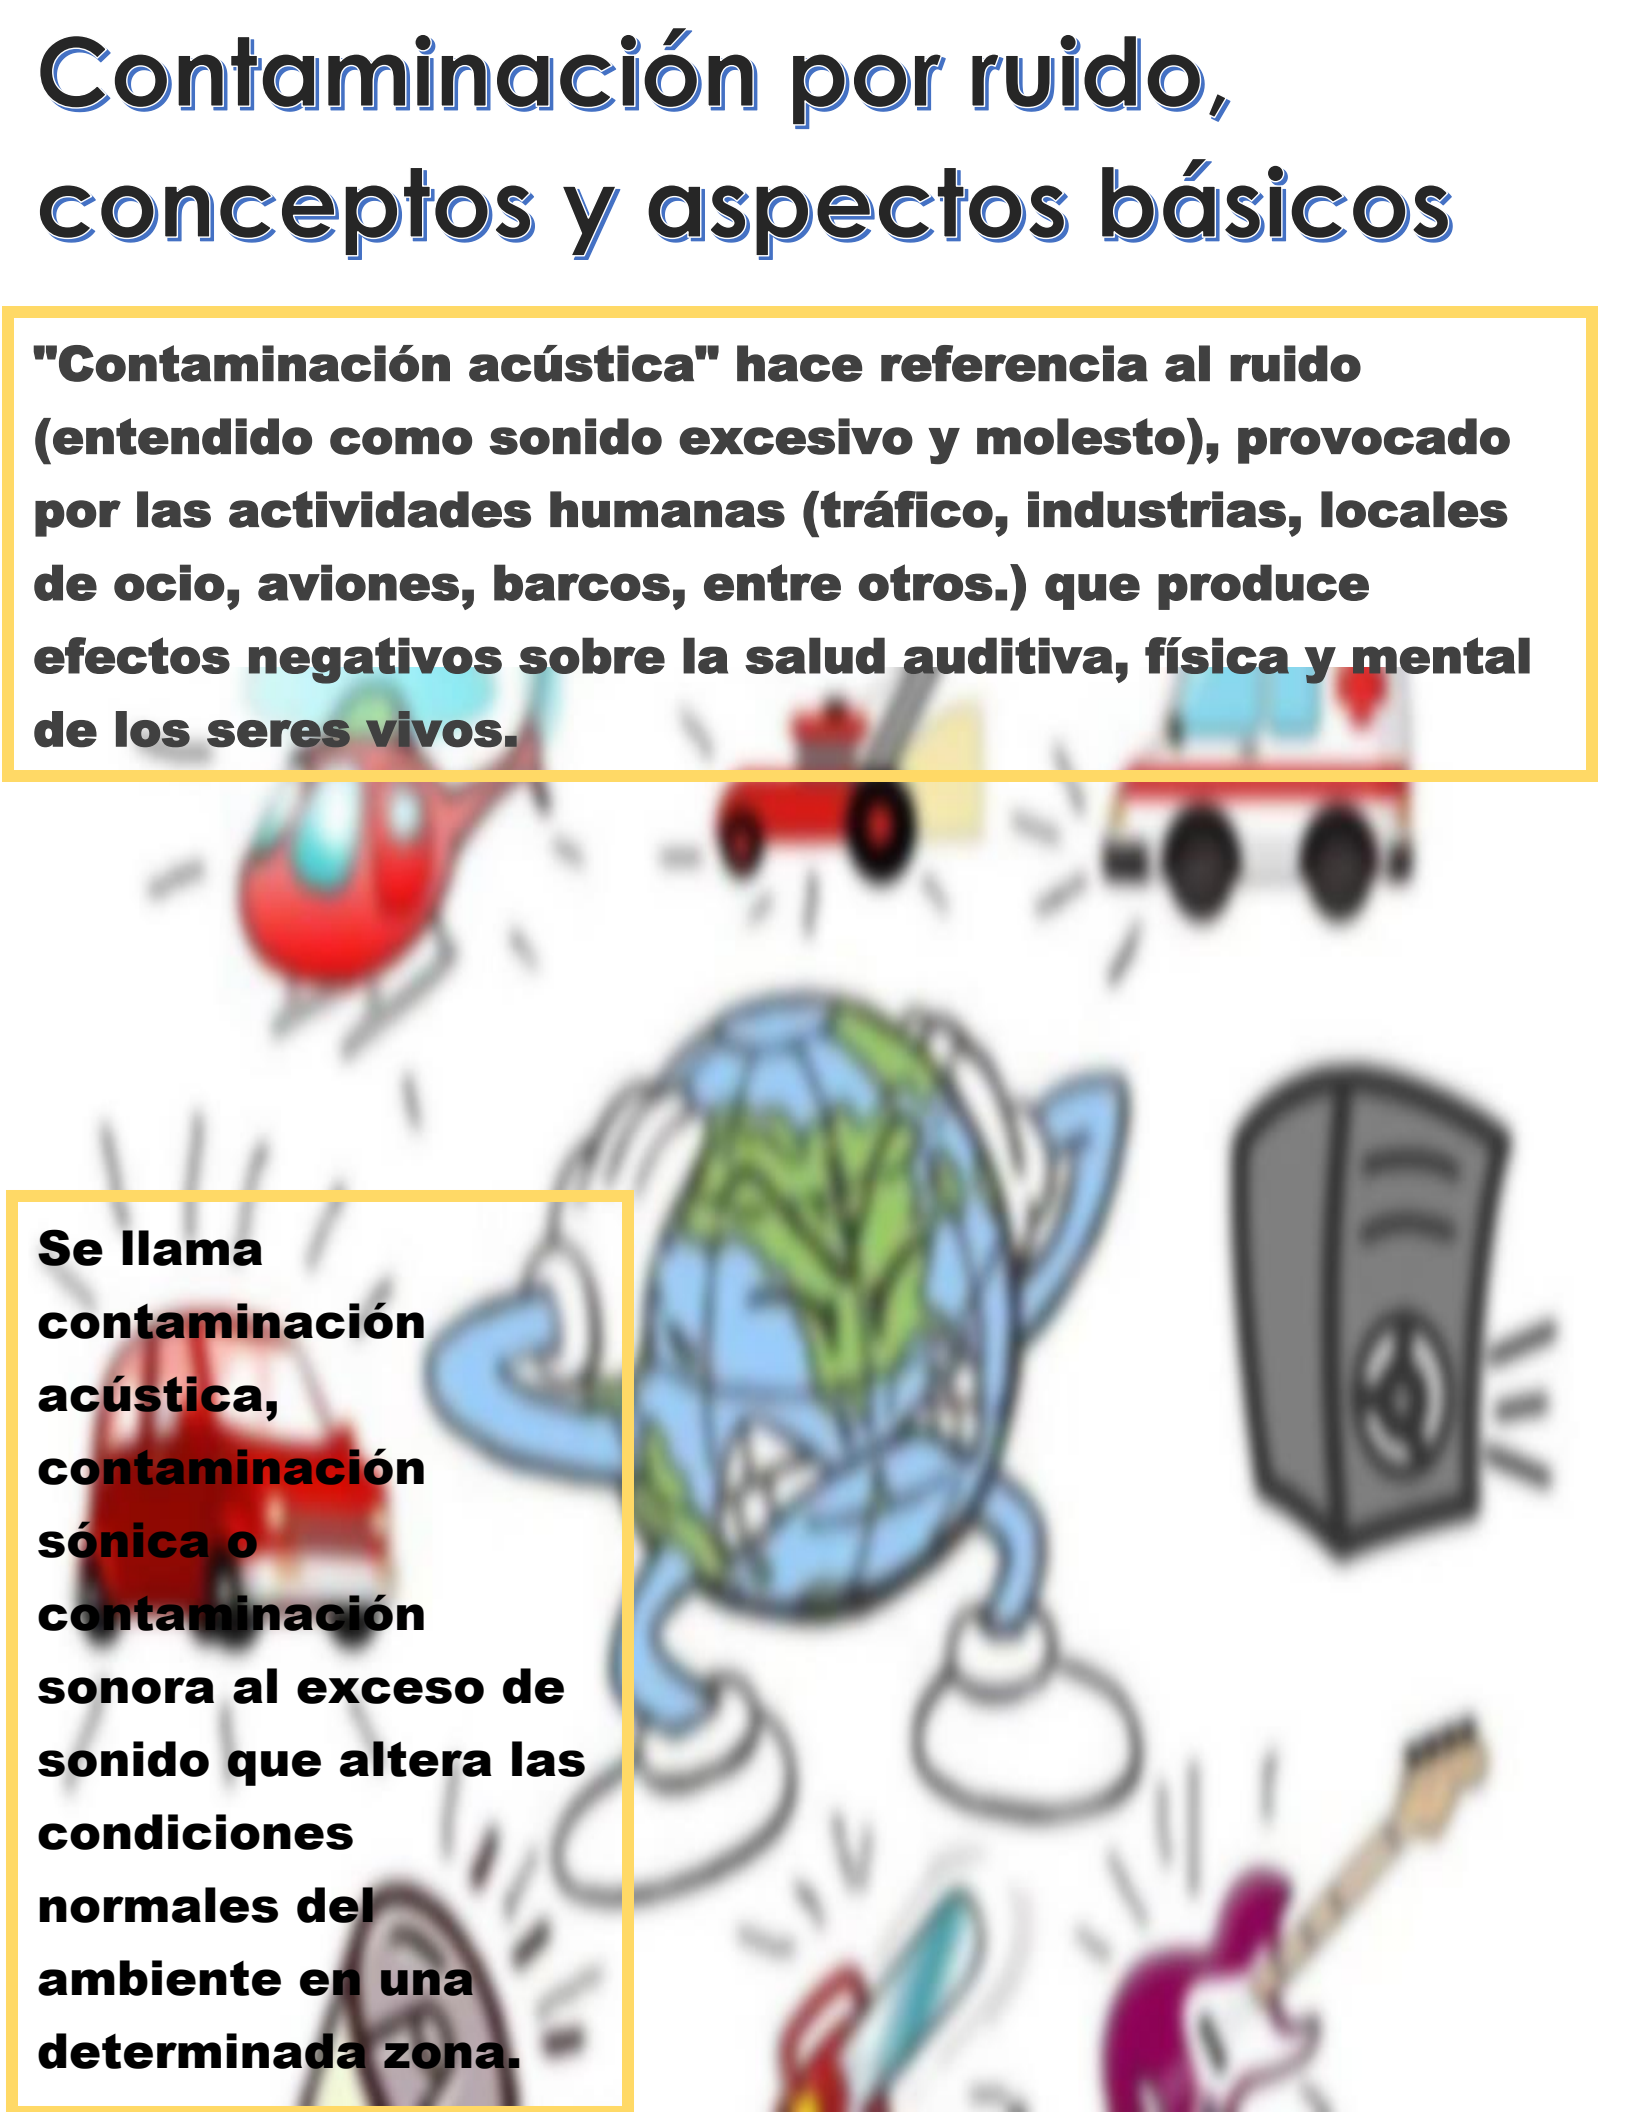 Contaminación por ruido,
conceptos y aspectos básicos
"Contaminación acústica" hace referencia al ruido
(entendido como sonido excesivo y molesto), provocado
por las actividades humanas (tráfico, industrias, locales
de ocio, aviones, barcos, entre otros.) que produce
efectos negativos sobre la salud auditiva, física y mental
de los seres vivos.
Se llama
contaminación
acústica,
contaminación
sónica o
contaminación
sonora al exceso de
sonido que altera las
condiciones
normales del
ambiente en una
determinada zona.